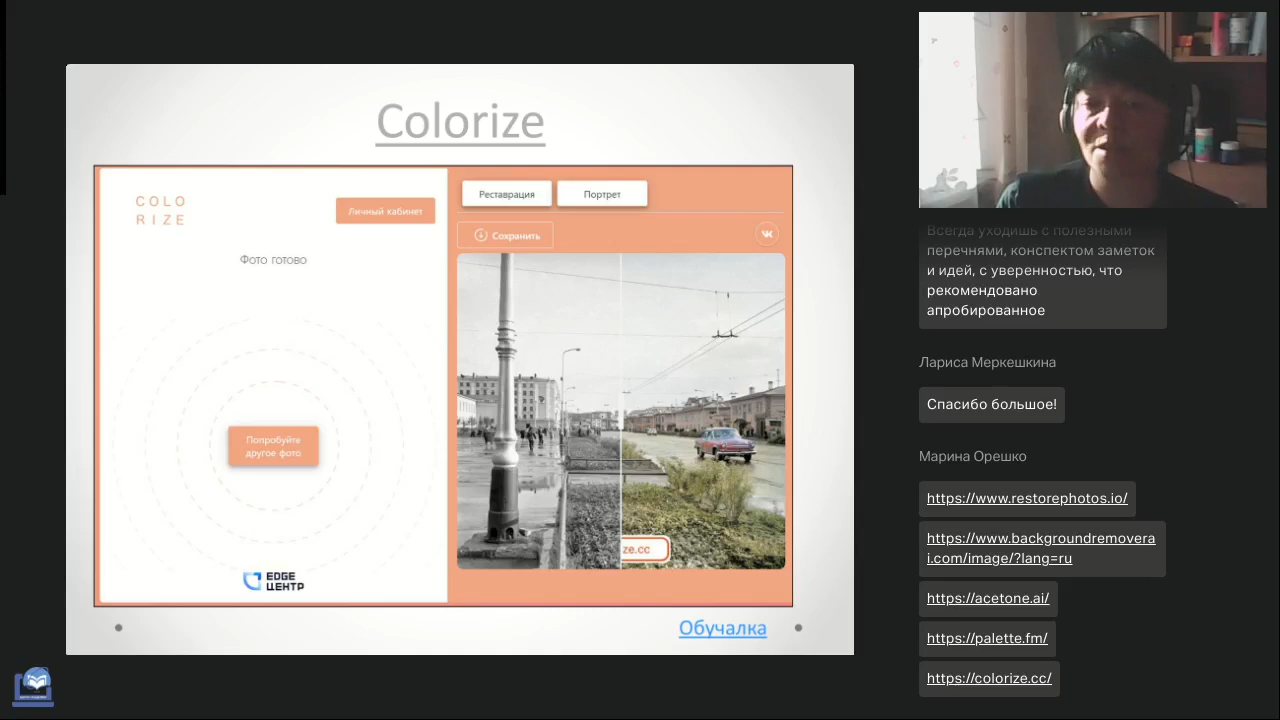 Colorize
COLO
RIZE
Личный кабинет
Фото готово
Попробуйте
другое фото
EDGE
ЦЕНТР
Реставрация
Портрет
Сохранить
ze.cc
Обучалка
Всегда уходишь с полезными
перечнями, конспектом заметок
и идей, с уверенностью, что
рекомендовано
апробированное
Лариса Меркешкина
Спасибо большое!
Марина Орешко
https://www.restorephotos.io/
https://www.backgroundremovera
i.com/image/?lang=ru
https://acetone.ai/
https://palette.fm/
https://colorize.cc/